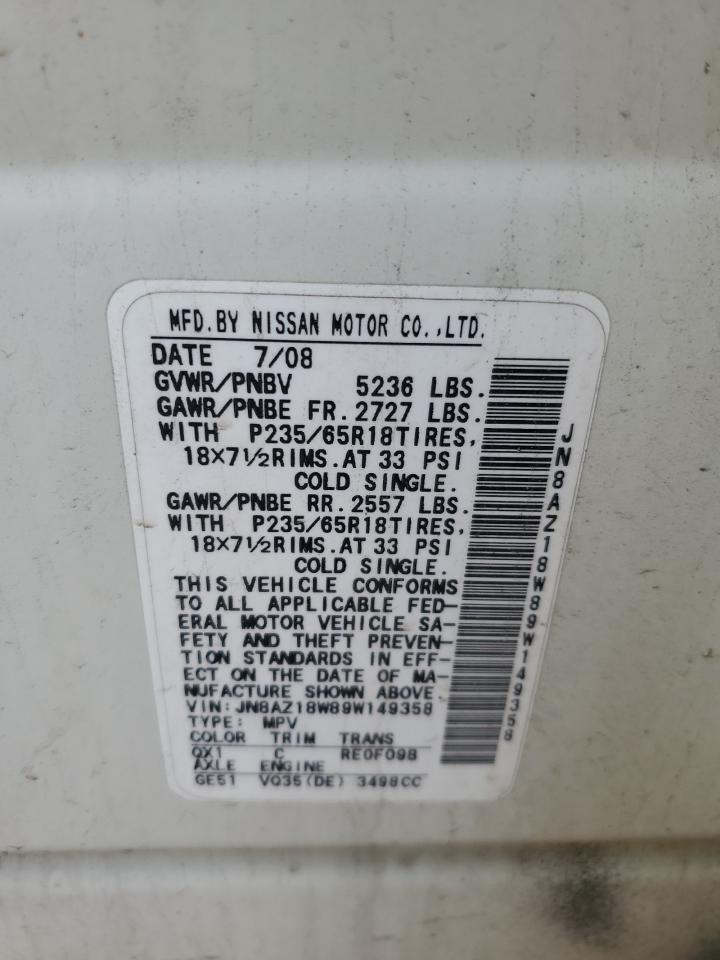 MFD.BY NISSAN MOTOR CO.,LTD.
DATE 7/08
GVWR/PNBV 5236 LBS.
GAWR/PNBE FR.2727 LBS.
WITH P235/65R18TIRES,
18X7 1/2RIMS.AT 33 PSI
COLD SINGLE.
GAWR/PNBE RR.2557 LBS.
WITH P235/65R18TIRES,
18X7 1/2RIMS.AT 33 PSI
COLD SINGLE.
THIS VEHICLE CONFORMS
TO ALL APPLICABLE FED-
ERAL MOTOR VEHICLE SA-
FETY AND THEFT PREVEN-
TION STANDARDS IN EFF-
ECT ON THE DATE OF MA-
NUFACTURE SHOWN ABOVE.
VIN:JN8AZ18W89W149358
TYPE: MPV
COLOR TRIM TRANS
QX1 C RE0F09B
AXLE ENGINE
GE51 VQ35(DE) 3498CC
JN8AZ18W89W149358